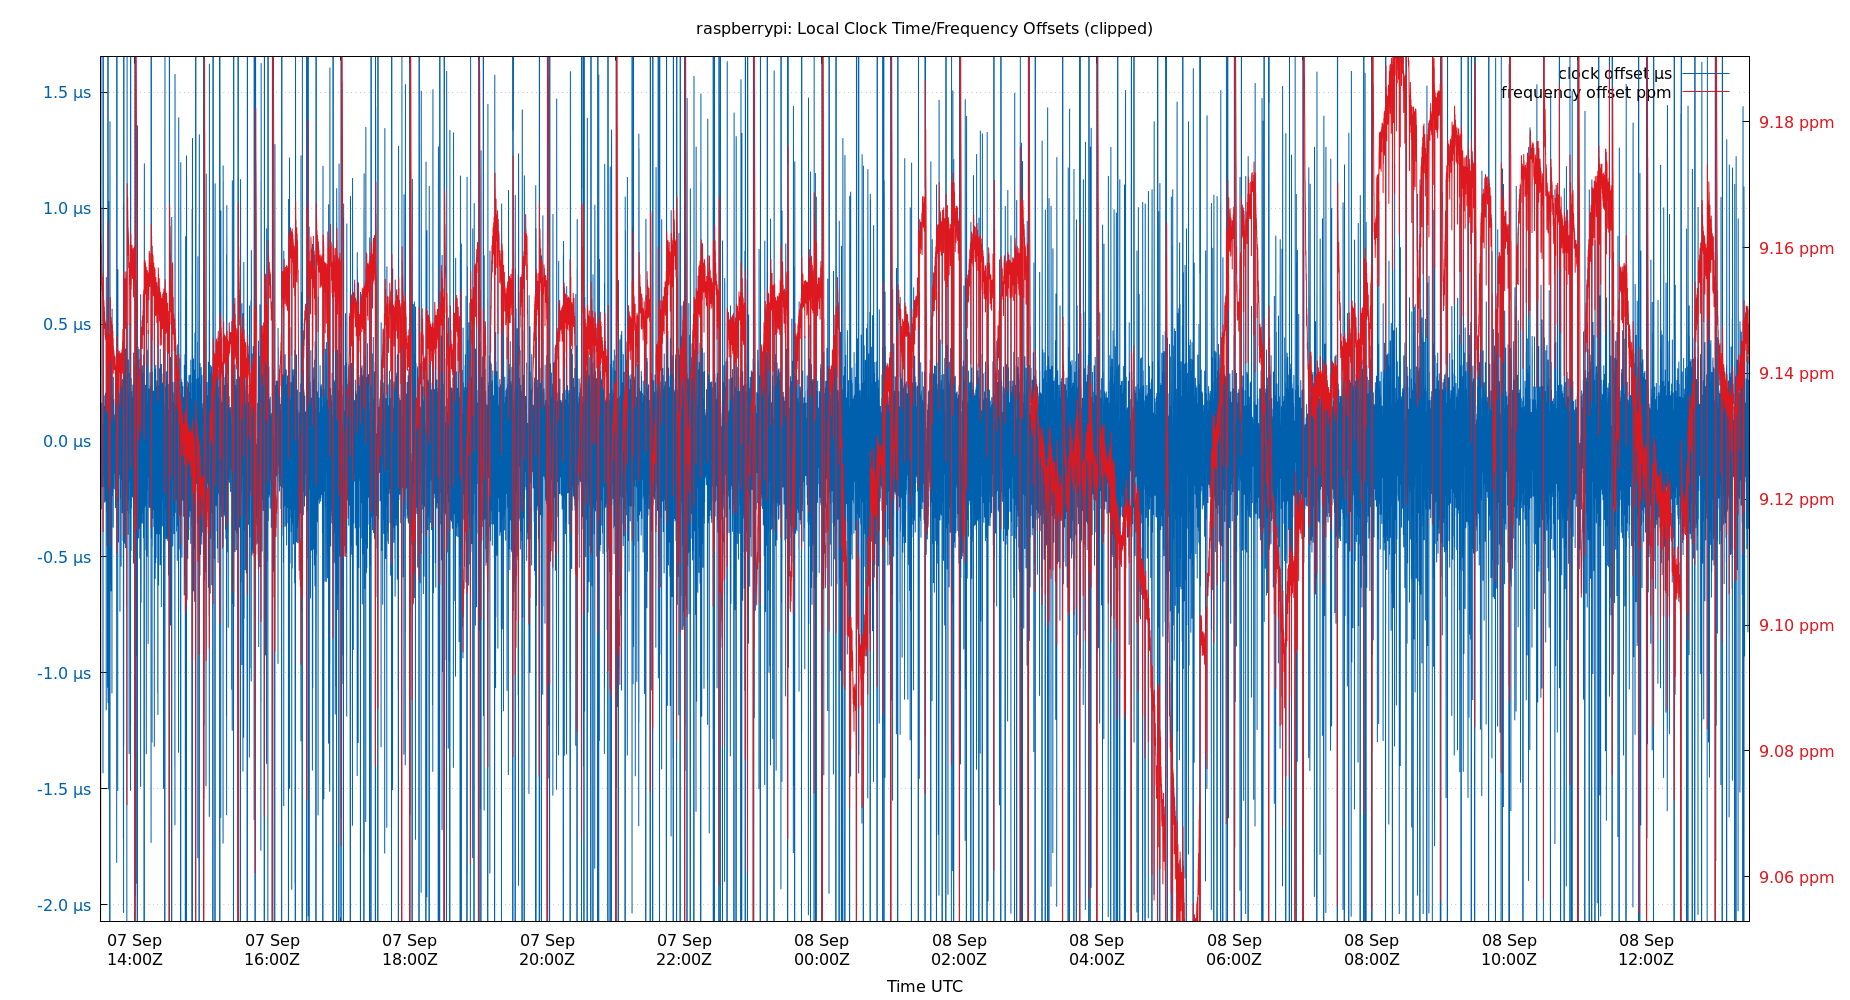 raspberrypi: Local Clock Time/Frequency Offsets (clipped)
clock offset µs
frequency offset ppm
1.5 µs
1.0 µs
0.5 µs
0.0 µs
-0.5 µs
-1.0 µs
-1.5 µs
-2.0 µs
9.18 ppm
9.16 ppm
9.14 ppm
9.12 ppm
9.10 ppm
9.08 ppm
9.06 ppm
07 Sep 07 Sep 07 Sep 07 Sep 07 Sep 08 Sep 08 Sep 08 Sep 08 Sep 08 Sep 08 Sep 08 Sep
14:00Z 16:00Z 18:00Z 20:00Z 22:00Z 00:00Z 02:00Z 04:00Z 06:00Z 08:00Z 10:00Z 12:00Z
Time UTC